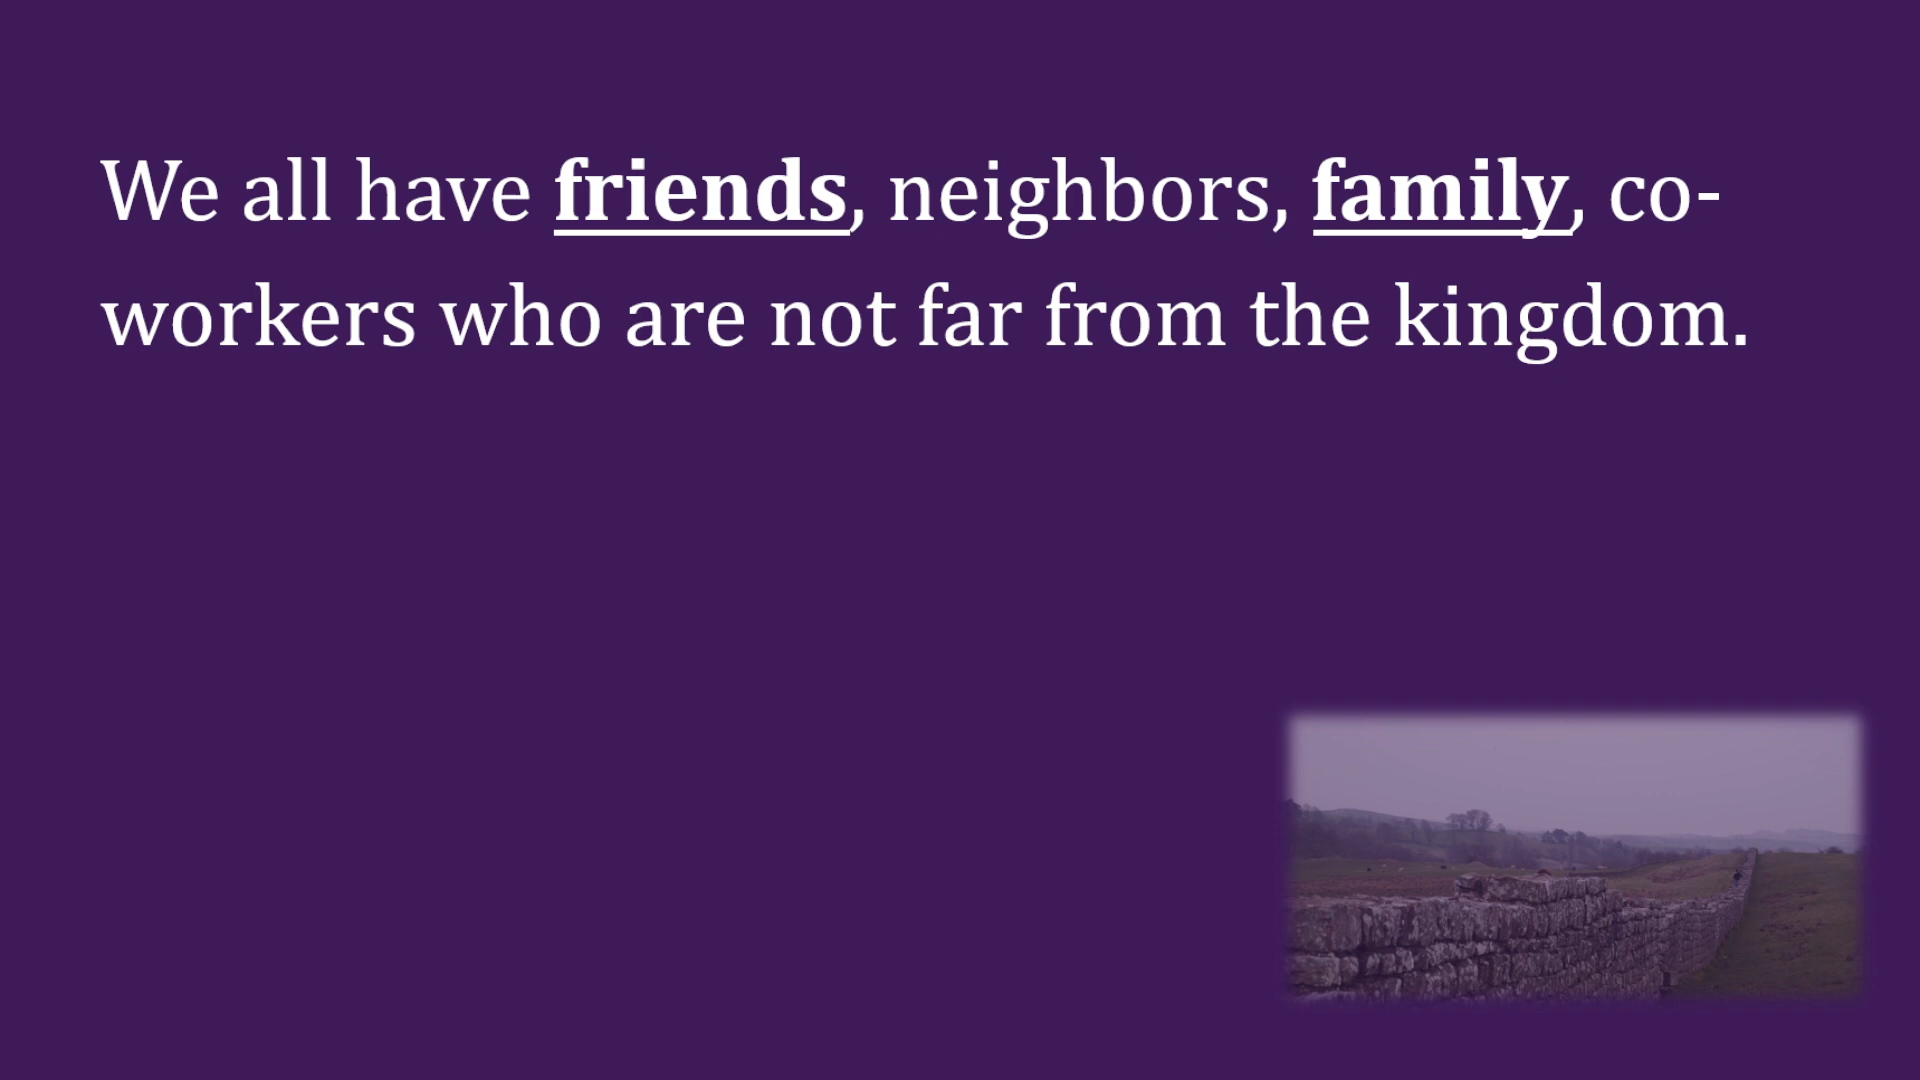 We all have friends, neighbors, family, co-
workers who are not far from the kingdom.